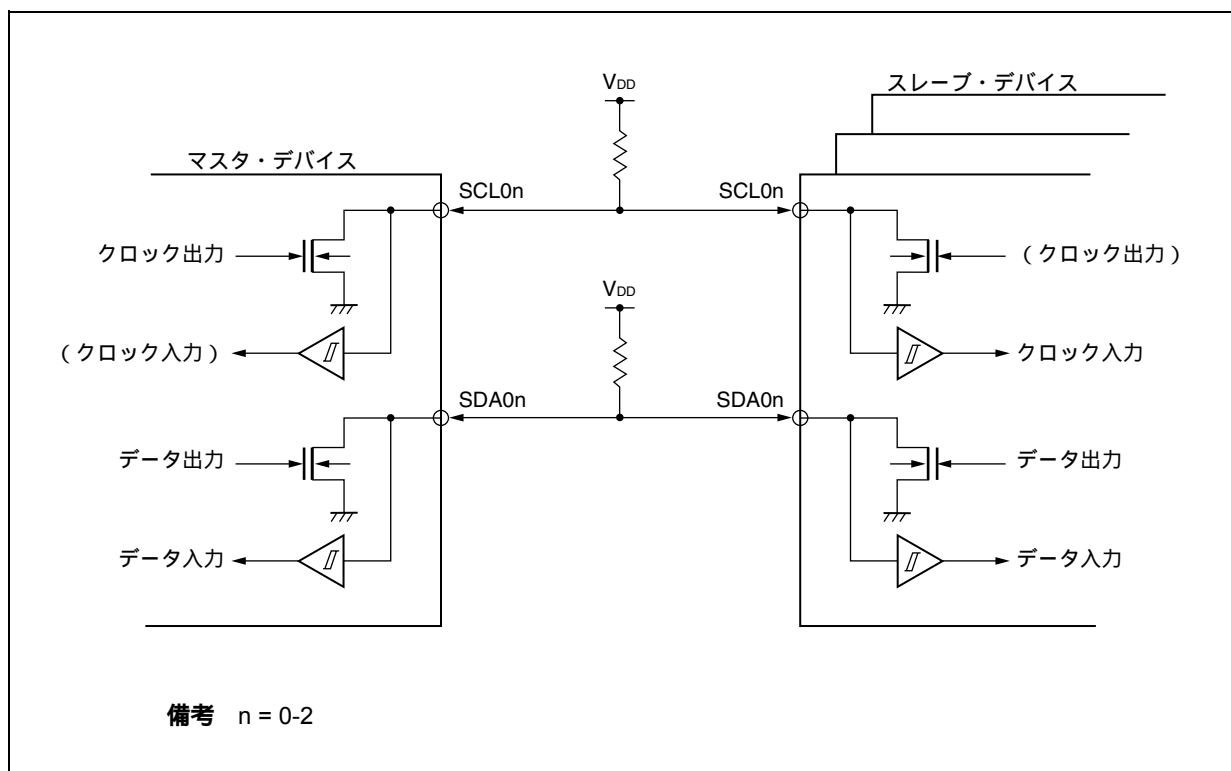 VDD
スレーブ・デバイス
マスタ・デバイス
SCL0n
SCL0n
クロック出力
（クロック出力）
VDD
（クロック入力）
クロック入力
SDA0n
SDA0n
データ出力
データ出力
データ入力
データ入力
備考 n = 0-2